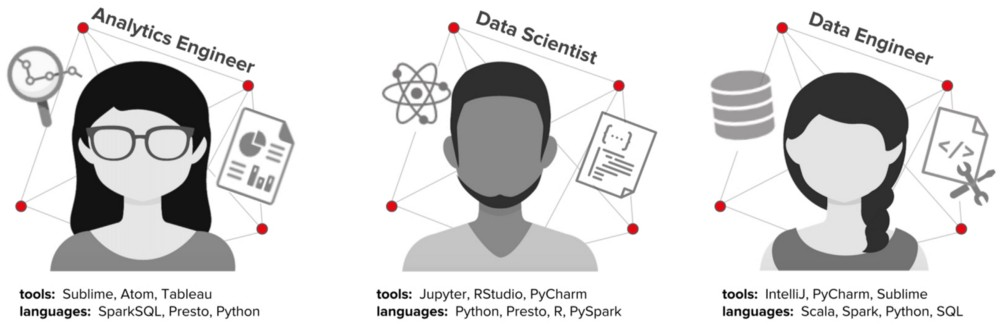 Analytics Engineer
tools: Sublime, Atom, Tableau
languages: SparkSQL, Presto, Python
Data Scientist
{...}
tools: Jupyter, RStudio, PyCharm
languages: Python, Presto, R, PySpark
Data Engineer
</>
tools: IntelliJ, PyCharm, Sublime
languages: Scala, Spark, Python, SQL